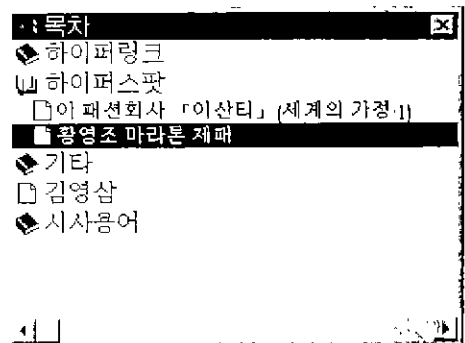 목차
하이퍼링크
하이퍼스팟
이 패션회사 「이산티」 (세계의 가정·1)
황영조 마라톤 제패
기타
김영삼
시사용어